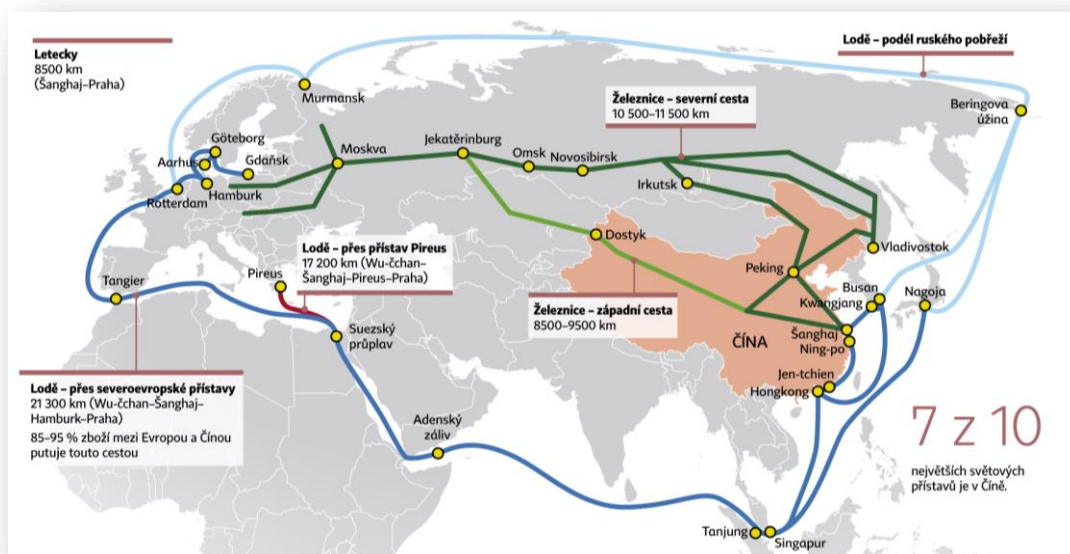 Letecky
8500 km
(Šanghaj–Praha)
Lodě – podél ruského pobřeží
Murmansk
Železnice – severní cesta
10 500–11 500 km
Beringova
úžina
Göteborg
Aarhus
Gdaňsk
Hamburk
Rotterdam
Moskva
Jekatěrinburg
Omsk
Novosibirsk
Irkutsk
Dostyk
Vladivostok
Lodě – přes přístav Pireus
17 200 km (Wu-čchan–
Šanghaj-Pireus-Praha)
Pireus
Tangier
Suezský
průplav
Železnice – západní cesta
8500–9500 km
Peking
Busan
Kwangjang
Nagoja
ČÍNA
Šanghaj
Ning-po
Jen-tchien
Hongkong
Lodě – přes severoevropské přístavy
21 300 km (Wu-čchan–Šanghaj–
Hamburk–Praha)
85–95 % zboží mezi Evropou a Čínou
putuje touto cestou
Adenský
záliv
7 z 10
největších světových
přístavů je v Číně.
Tanjung
Singapur